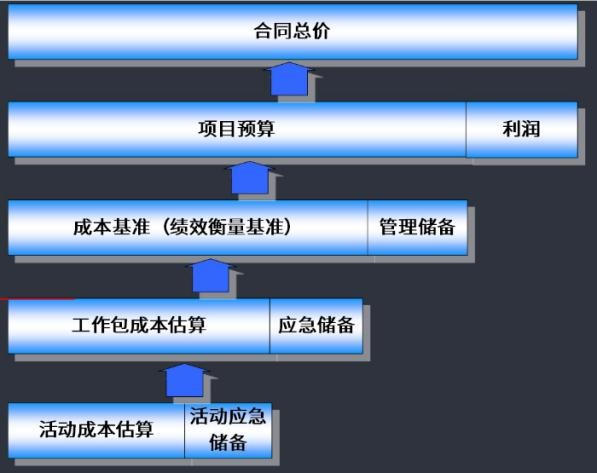 合同总价
项目预算 利润
成本基准（绩效衡量基准） 管理储备
工作包成本估算 应急储备
活动成本估算 活动应急
储备